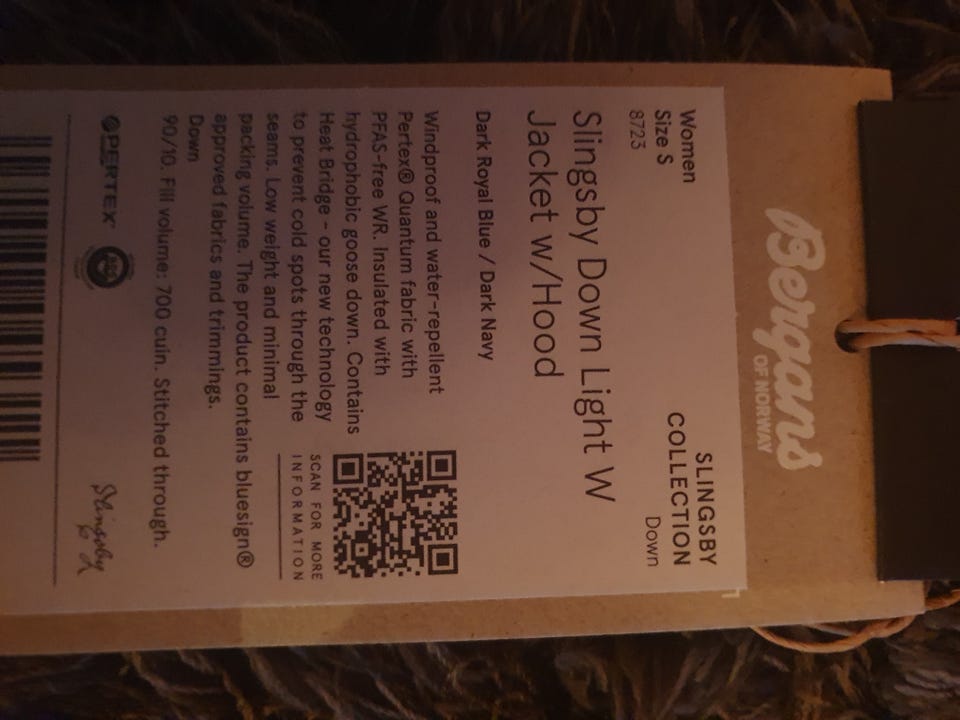 Bergans
OF NORWAY
Women
Size S
8723
SLINGSBY
COLLECTION
Down
Slingsby Down Light W
Jacket w/Hood
Dark Royal Blue / Dark Navy
Windproof and water-repellent
Pertex® Quantum fabric with
PFAS-free WR. Insulated with
hydrophobic goose down. Contains
Heat Bridge - our new technology
to prevent cold spots through the
seams. Low weight and minimal
packing volume. The product contains bluesign®
approved fabrics and trimmings.
Down
90/10. Fill volume: 700 cuin. Stitched through.
SCAN FOR MORE
INFORMATION
PERTEX
Slingsby